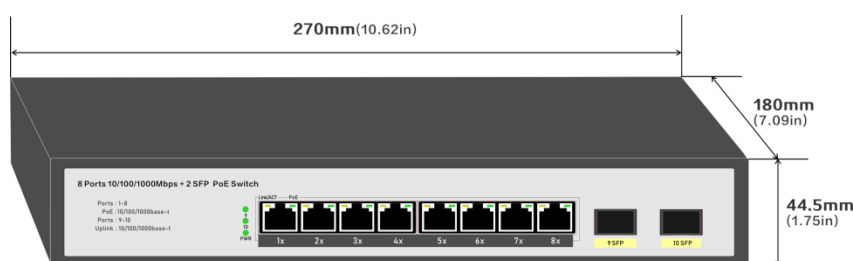 270mm(10.62in)
180mm
(7.09in)
44.5mm
(1.75in)
8 Ports 10/100/1000Mbps + 2 SFP PoE Switch
Ports : 1-8
PoE : 10/100/1000base-t
Ports : 9-10
Uplink : 10/100/1000base-t
Link/ACT PoE
9
10
PWR
1x 2x 3x 4x 5x 6x 7x 8x
9 SFP 10 SFP